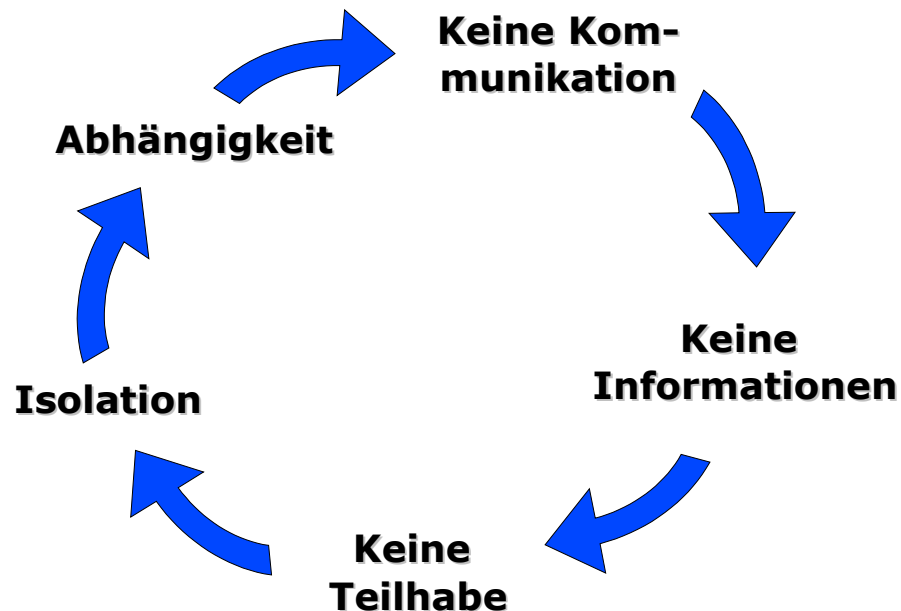 Keine Kom-
munikation
Abhängigkeit
Keine
Informationen
Isolation
Keine
Teilhabe